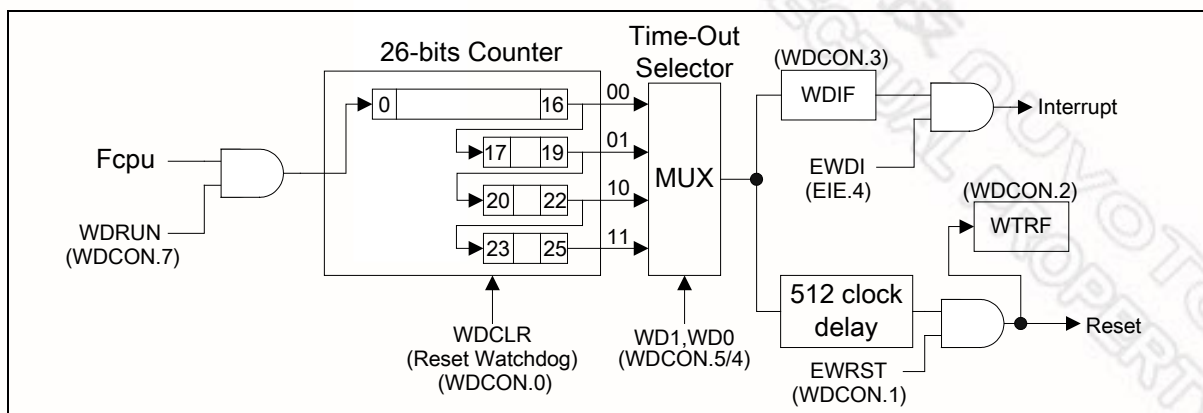 26-bits Counter
Time-Out
Selector
(WDCON.3)
WDIF
Interrupt
EWDI
(EIE.4)
0
16
00
17
19
01
20
22
10
23
25
11
MUX
Fcpu
WDRUN
(WDCON.7)
(WDCON.2)
WTRF
512 clock
delay
Reset
EWRST
(WDCON.1)
WDCLR
(Reset Watchdog)
(WDCON.0)
WD1,WD0
(WDCON.5/4)